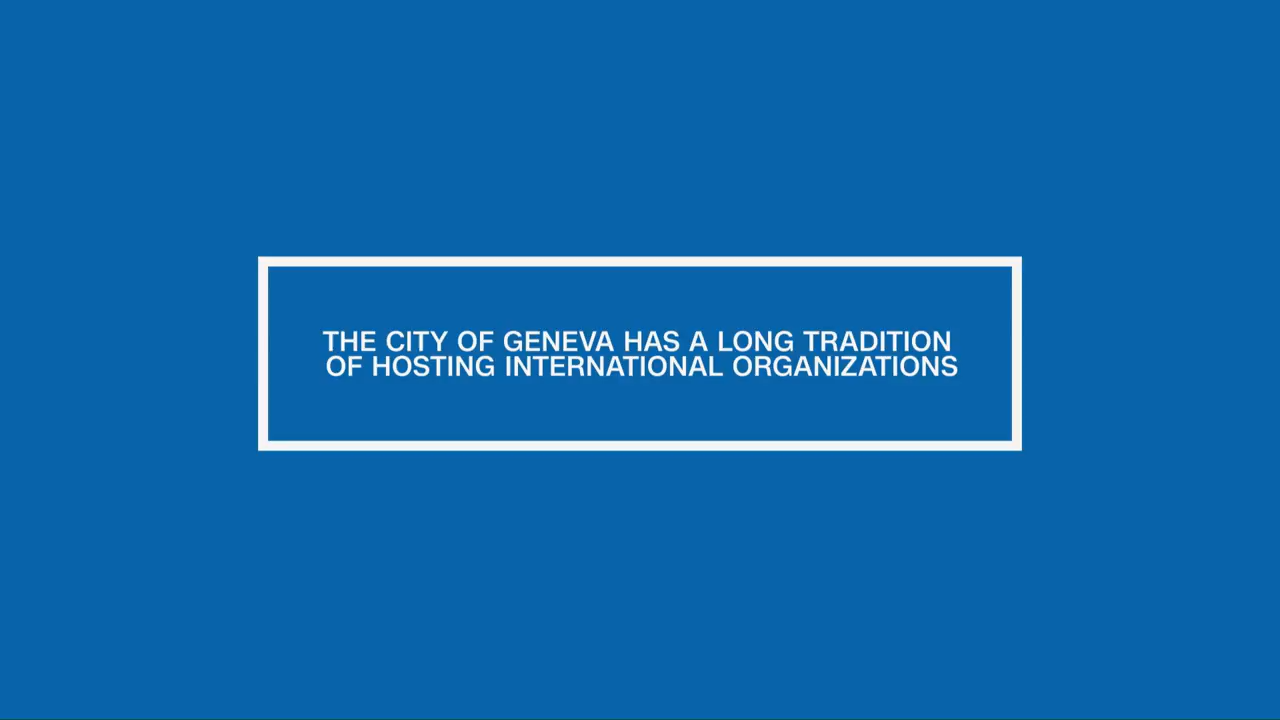 THE CITY OF GENEVA HAS A LONG TRADITION
OF HOSTING INTERNATIONAL ORGANIZATIONS